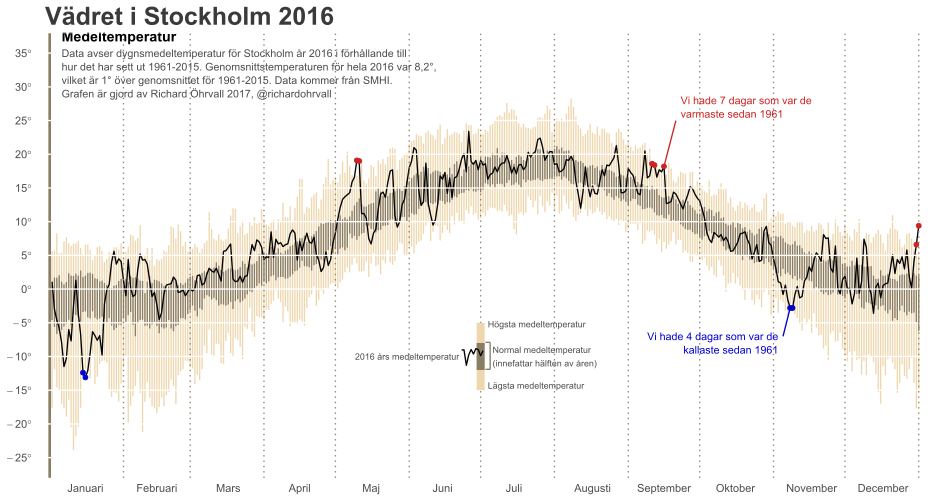 Vädret i Stockholm 2016
Medeltemperatur
Data avser dygnsmedeltemperatur för Stockholm år 2016 i förhållande till
hur det har sett ut 1961-2015. Genomsnittstemperaturen för hela 2016 var 8,2°,
vilket är 1° över genomsnittet för 1961-2015. Data kommer från SMHI.
Grafen är gjord av Richard Öhrvall 2017, @richardohrvall
35°
30°
25°
20°
15°
10°
5°
0°
−5°
−10°
−15°
−20°
−25°
Vi hade 7 dagar som var de
varmaste sedan 1961
Vi hade 4 dagar som var de
kallaste sedan 1961
Högsta medeltemperatur
2016 års medeltemperatur
Normal medeltemperatur
(innefattar hälften av åren)
Lägsta medeltemperatur
Januari Februari Mars April Maj Juni Juli Augusti September Oktober November December